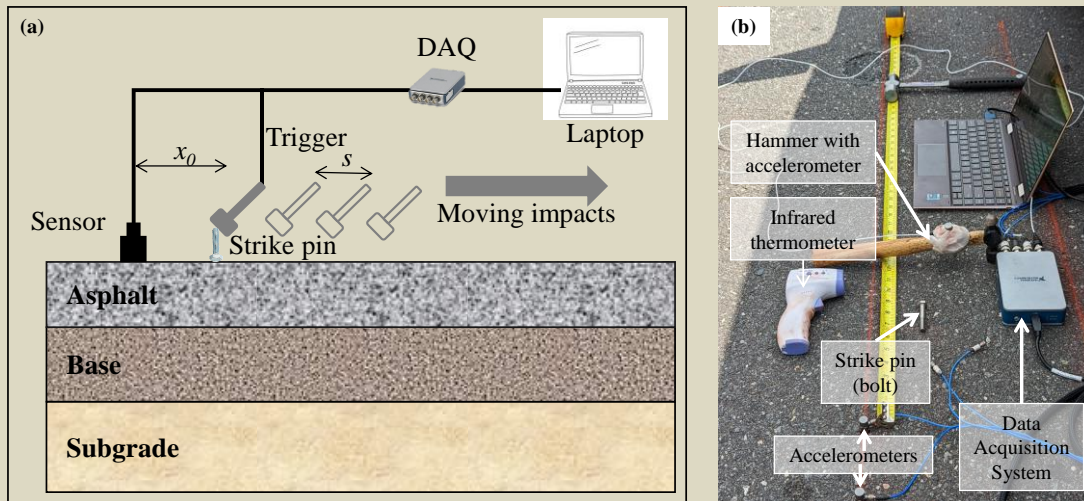 (a)
DAQ
Laptop
Trigger
x0
s
Moving impacts
Sensor
Strike pin
Asphalt
Base
Subgrade
(b)
Hammer with
accelerometer
Infrared
thermometer
Strike pin
(bolt)
Accelerometers
Data
Acquisition
System